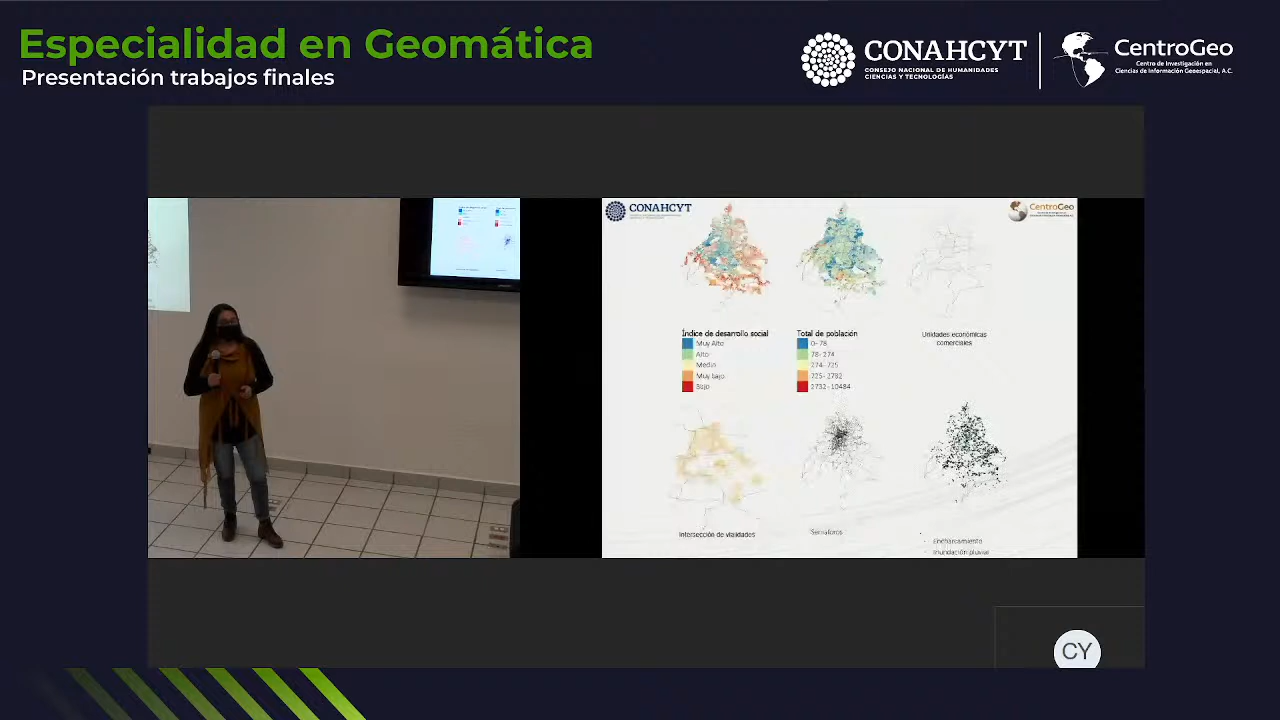 Especialidad en Geomática
Presentación trabajos finales
CONAHCYT
CONSEJO NACIONAL DE HUMANIDADES
CIENCIAS Y TECNOLOGÍAS
CentroGeo
Centro de Investigación en
Ciencias de Información Geoespacial, A.C.
CONAHCYT
CentroGeo
Índice de desarrollo social
Muy Alto
Alto
Medio
Muy bajo
Bajo
Total de población
0- 78
78- 274
274- 725
725- 2782
2732- 10484
Unidades económicas
comerciales
Intersección de vialidades
Semáforos
- Encharcamiento
- Inundación pluvial
CY